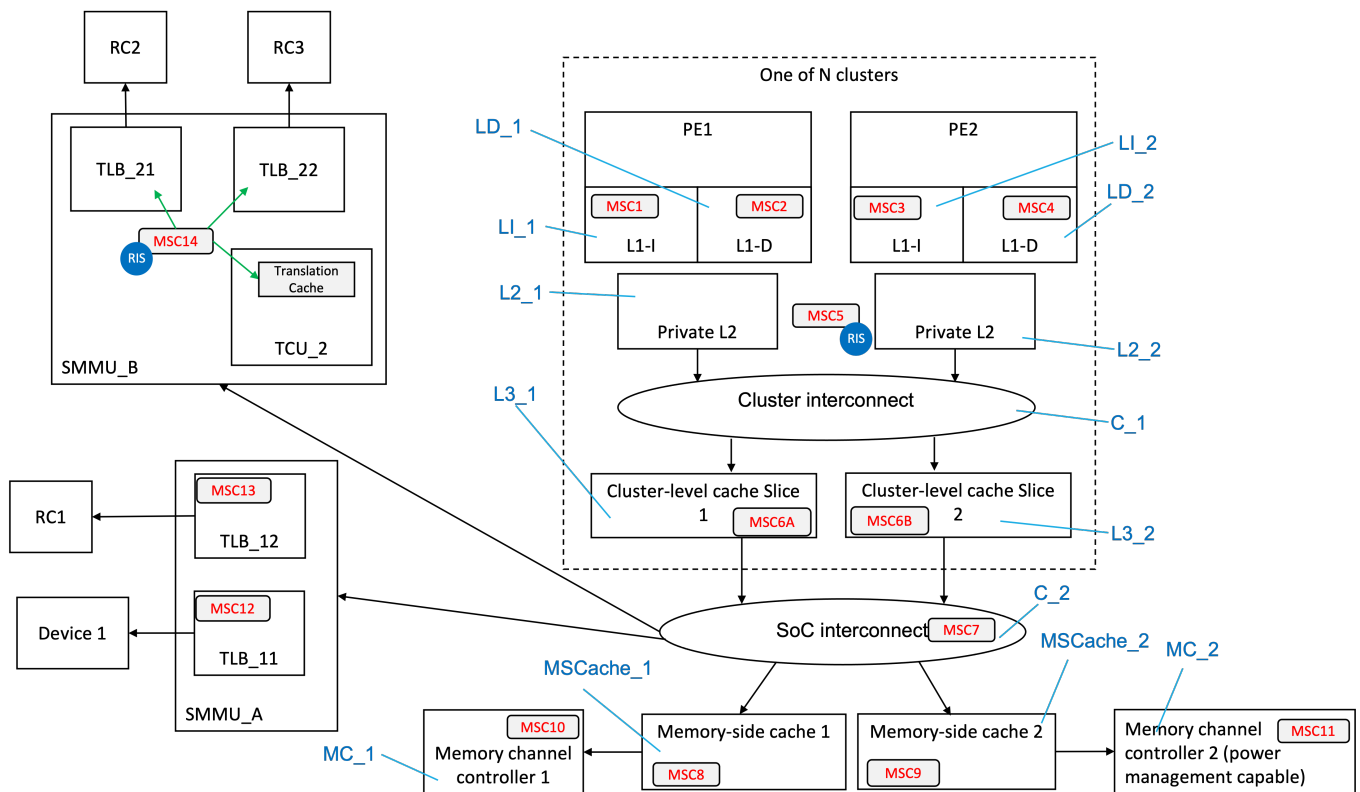 RC2
RC3
One of N clusters
PE1
PE2
LD_1
LI_2
TLB_21
TLB_22
MSC1
MSC2
MSC3
MSC4
LD_2
LI_1
L1-I
L1-D
L1-I
L1-D
MSC14
RIS
Translation
Cache
L2_1
MSC5
RIS
Private L2
Private L2
TCU_2
L2_2
SMMU_B
L3_1
Cluster interconnect
C_1
MSC13
RC1
TLB_12
Cluster-level cache Slice
1
MSC6A
Cluster-level cache Slice
2
MSC6B
L3_2
MSC12
Device 1
TLB_11
C_2
SoC interconnect
MSC7
MSCache_2
MC_2
MSCache_1
SMMU_A
MSC10
Memory channel
controller 1
MC_1
Memory-side cache 1
MSC8
Memory-side cache 2
MSC9
Memory channel
controller 2 (power
management capable)
MSC11